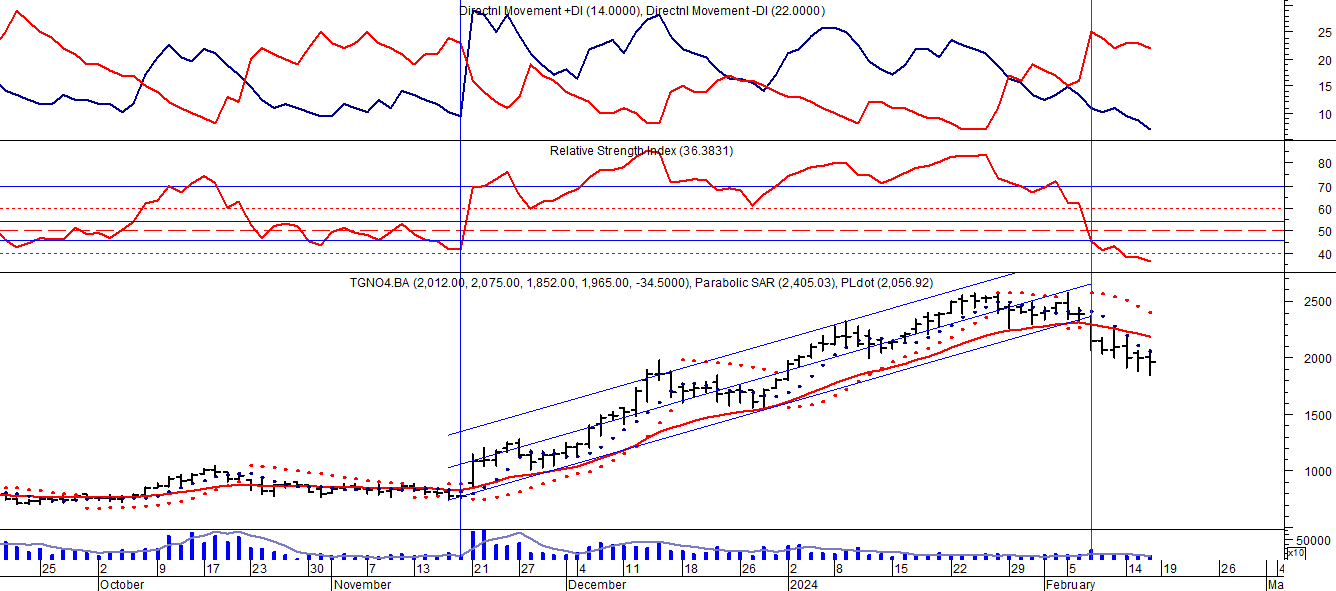 Directnl Movement +DI (14.0000), Directnl Movement -DI (22.0000)
25
20
15
10
Relative Strength Index (36.3831)
80
70
60
50
40
TGNO4.BA (2,012.00, 2,075.00, 1,852.00, 1,965.00, -34.5000), Parabolic SAR (2,405.03), PLdot (2,056.92)
2500
2000
1500
1000
50000
x10
25 2 9 17 23 30 7 13 21 27 4 11 18 26 2 8 15 22 29 5 14 19 26 4
October November December 2024 February Ma